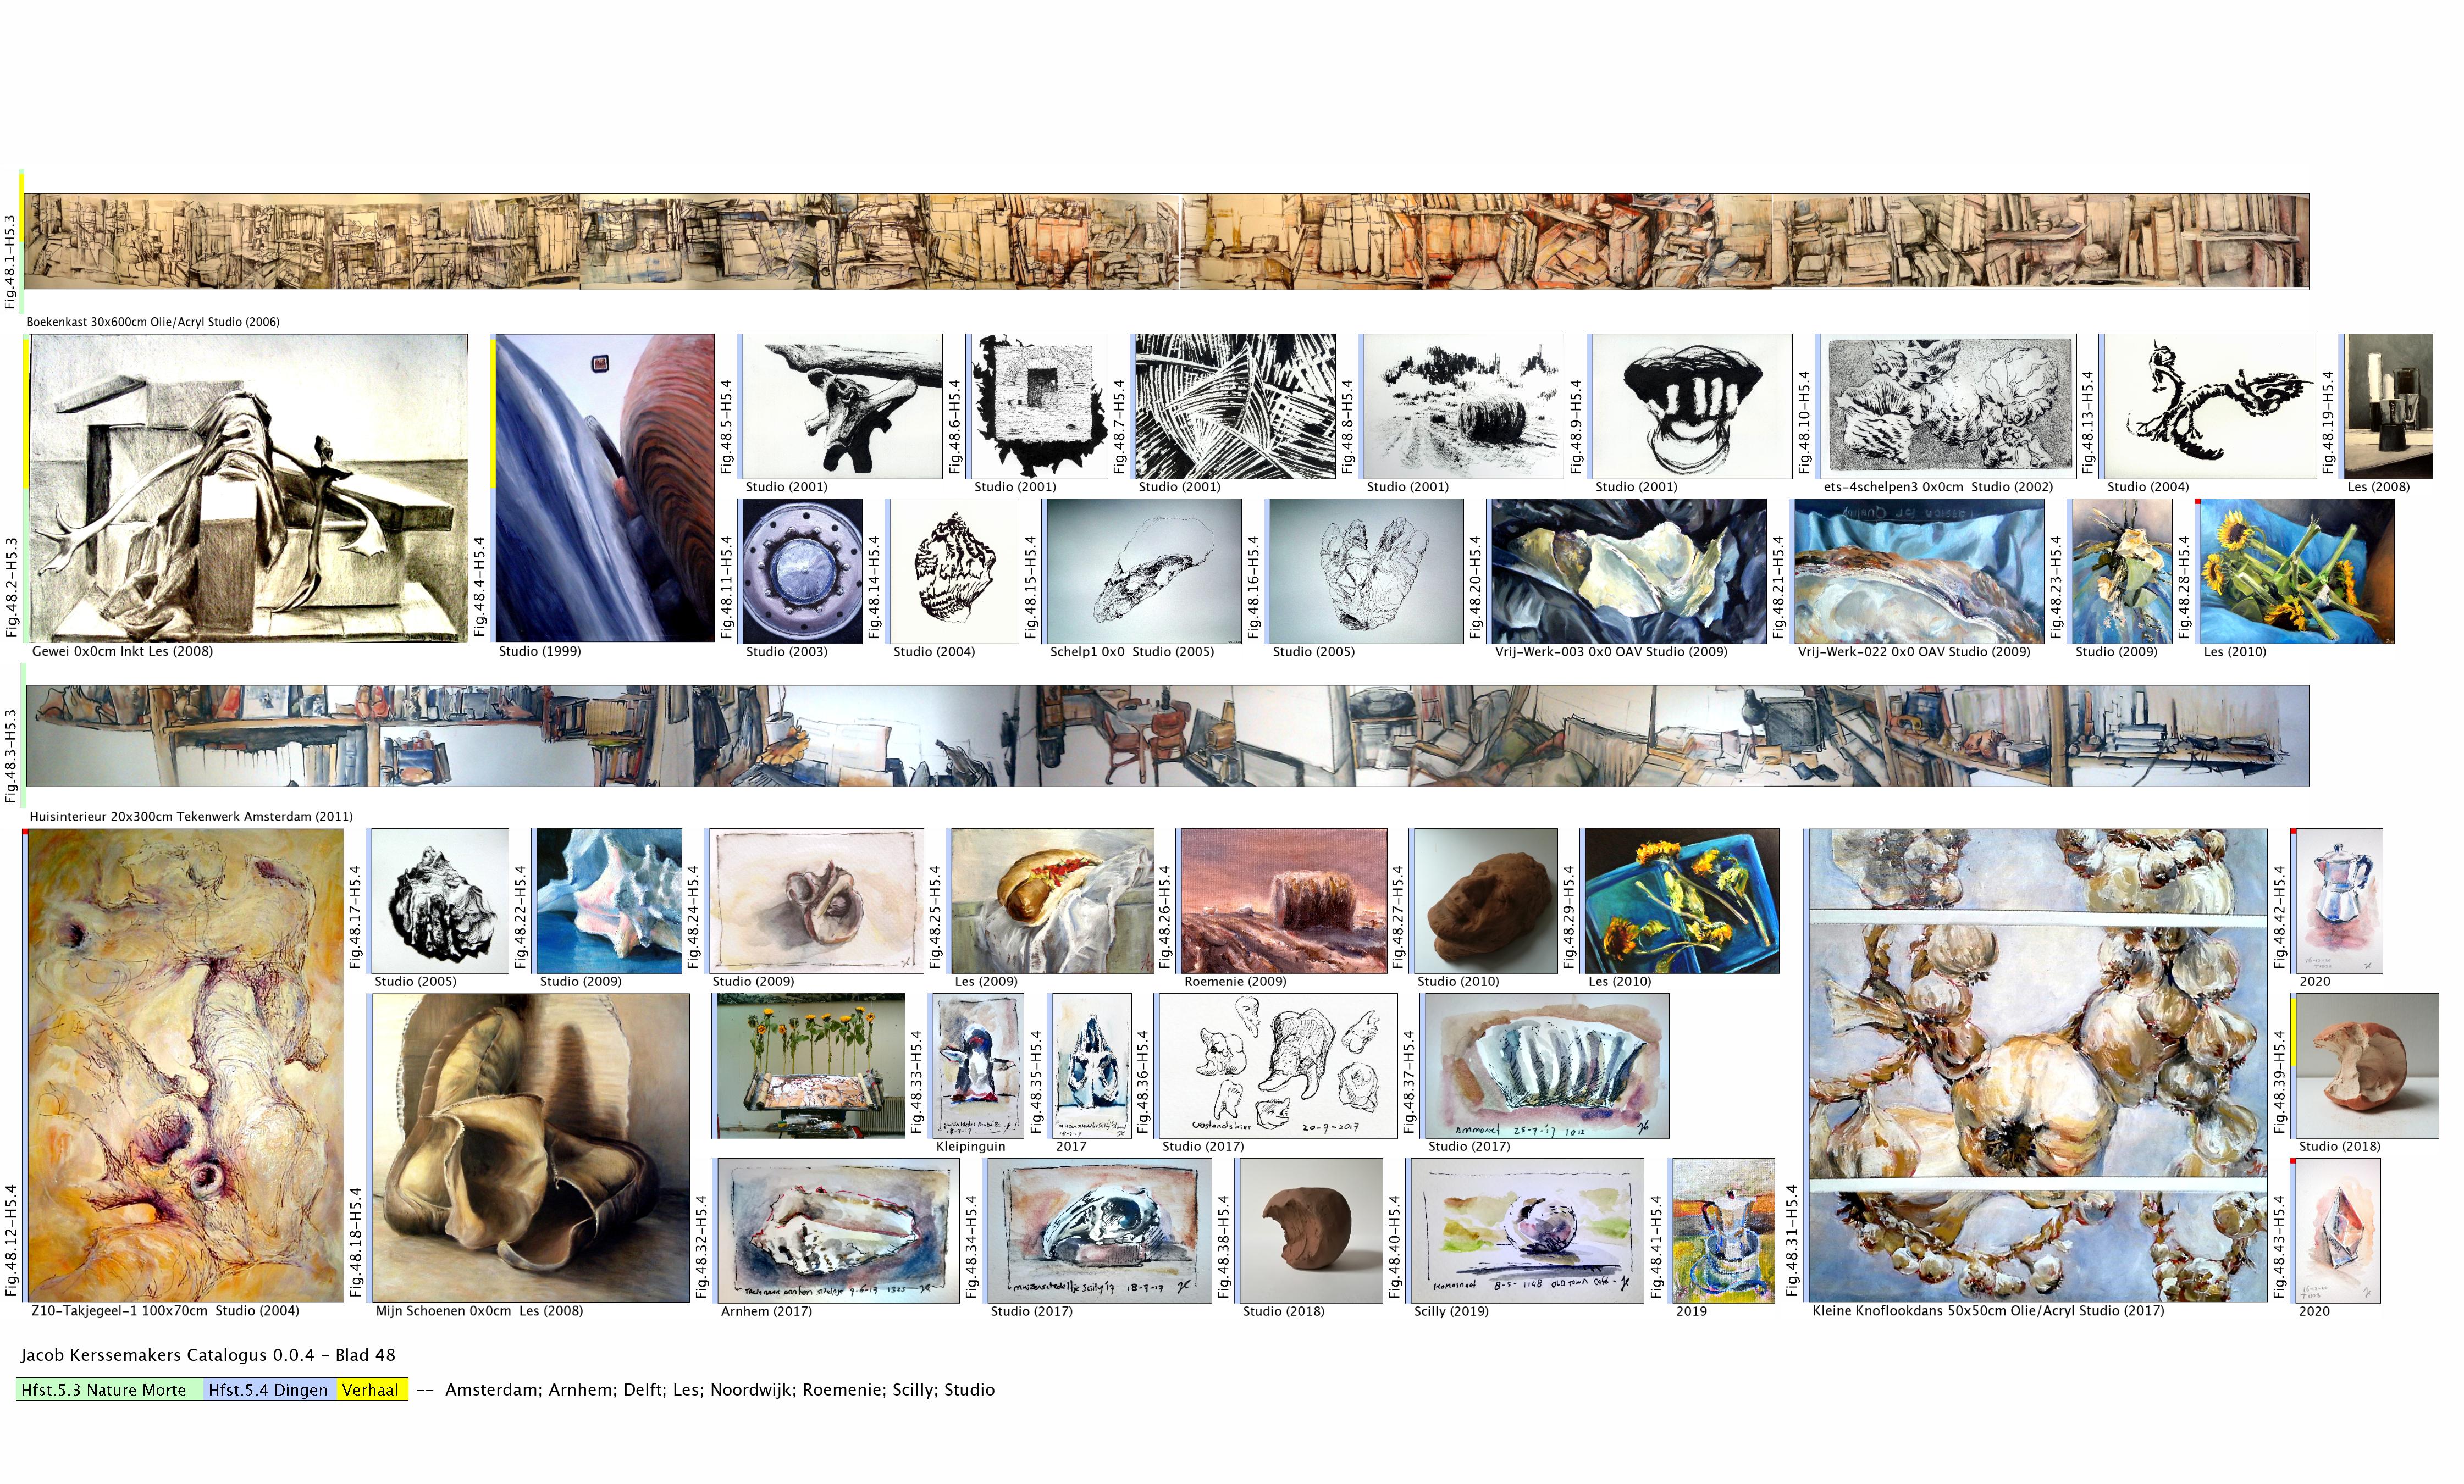 Fig.48.1-H5.3
Boekenkast 30x600cm Olie/Acryl Studio (2006)
Fig.48.2-H5.3
Gewei 0x0cm Inkt Les (2008)
Fig.48.4-H5.4
Studio (1999)
Fig.48.5-H5.4
Studio (2001)
Fig.48.6-H5.4
Studio (2001)
Fig.48.7-H5.4
Studio (2001)
Fig.48.8-H5.4
Studio (2001)
Fig.48.9-H5.4
Studio (2001)
Fig.48.10-H5.4
ets-4schelpen3 0x0cm Studio (2002)
Fig.48.13-H5.4
Studio (2004)
Fig.48.19-H5.4
Les (2008)
Fig.48.11-H5.4
Studio (2003)
Fig.48.14-H5.4
Studio (2004)
Fig.48.15-H5.4
Schelp1 0x0 Studio (2005)
Fig.48.16-H5.4
Studio (2005)
Fig.48.20-H5.4
Vrij-Werk-003 0x0 OAV Studio (2009)
Fig.48.21-H5.4
Vrij-Werk-022 0x0 OAV Studio (2009)
Fig.48.23-H5.4
Studio (2009)
Fig.48.28-H5.4
Les (2010)
Fig.48.3-H5.3
Huisinterieur 20x300cm Tekenwerk Amsterdam (2011)
Fig.48.12-H5.4
Z10-Takjegeel-1 100x70cm Studio (2004)
Fig.48.17-H5.4
Studio (2005)
Fig.48.22-H5.4
Studio (2009)
Fig.48.24-H5.4
Studio (2009)
Fig.48.25-H5.4
Les (2009)
Fig.48.26-H5.4
Roemenie (2009)
Fig.48.27-H5.4
Studio (2010)
Fig.48.29-H5.4
Les (2010)
Fig.48.31-H5.4
Kleine Knoflookdans 50x50cm Olie/Acryl Studio (2017)
Fig.48.42-H5.4
2020
Fig.48.18-H5.4
Mijn Schoenen 0x0cm Les (2008)
Fig.48.33-H5.4
Kleipinguin
Fig.48.35-H5.4
2017
Fig.48.36-H5.4
20-7-2017
Studio (2017)
Fig.48.37-H5.4
25-7-17
Studio (2017)
Fig.48.39-H5.4
Studio (2018)
Fig.48.32-H5.4
Arnhem (2017)
Fig.48.34-H5.4
muizenschedeltje Scilly '17 18-7-17
Studio (2017)
Fig.48.38-H5.4
Studio (2018)
Fig.48.40-H5.4
OLD TOWN Café
Scilly (2019)
Fig.48.41-H5.4
2019
Fig.48.43-H5.4
2020
Jacob Kerssemakers Catalogus 0.0.4 - Blad 48
Hfst.5.3 Nature Morte Hfst.5.4 Dingen Verhaal -- Amsterdam; Arnhem; Delft; Les; Noordwijk; Roemenie; Scilly; Studio